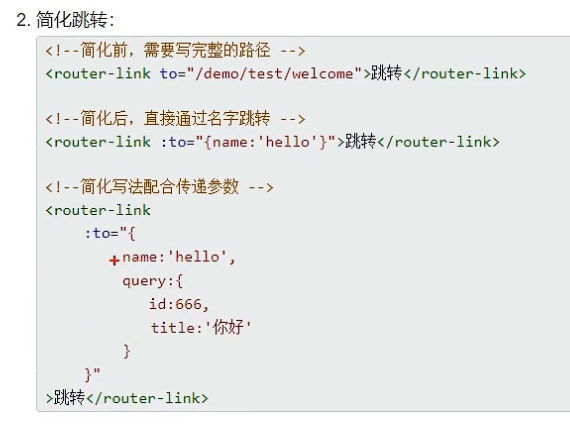 2. 简化跳转：
<!--简化前，需要写完整的路径 -->
<router-link to="/demo/test/welcome">跳转</router-link>
<!--简化后，直接通过名字跳转 -->
<router-link :to="{name:'hello'}">跳转</router-link>
<!--简化写法配合传递参数 -->
<router-link
:to="{
name:'hello',
query:{
id:666,
title:'你好'
}
}"
>跳转</router-link>